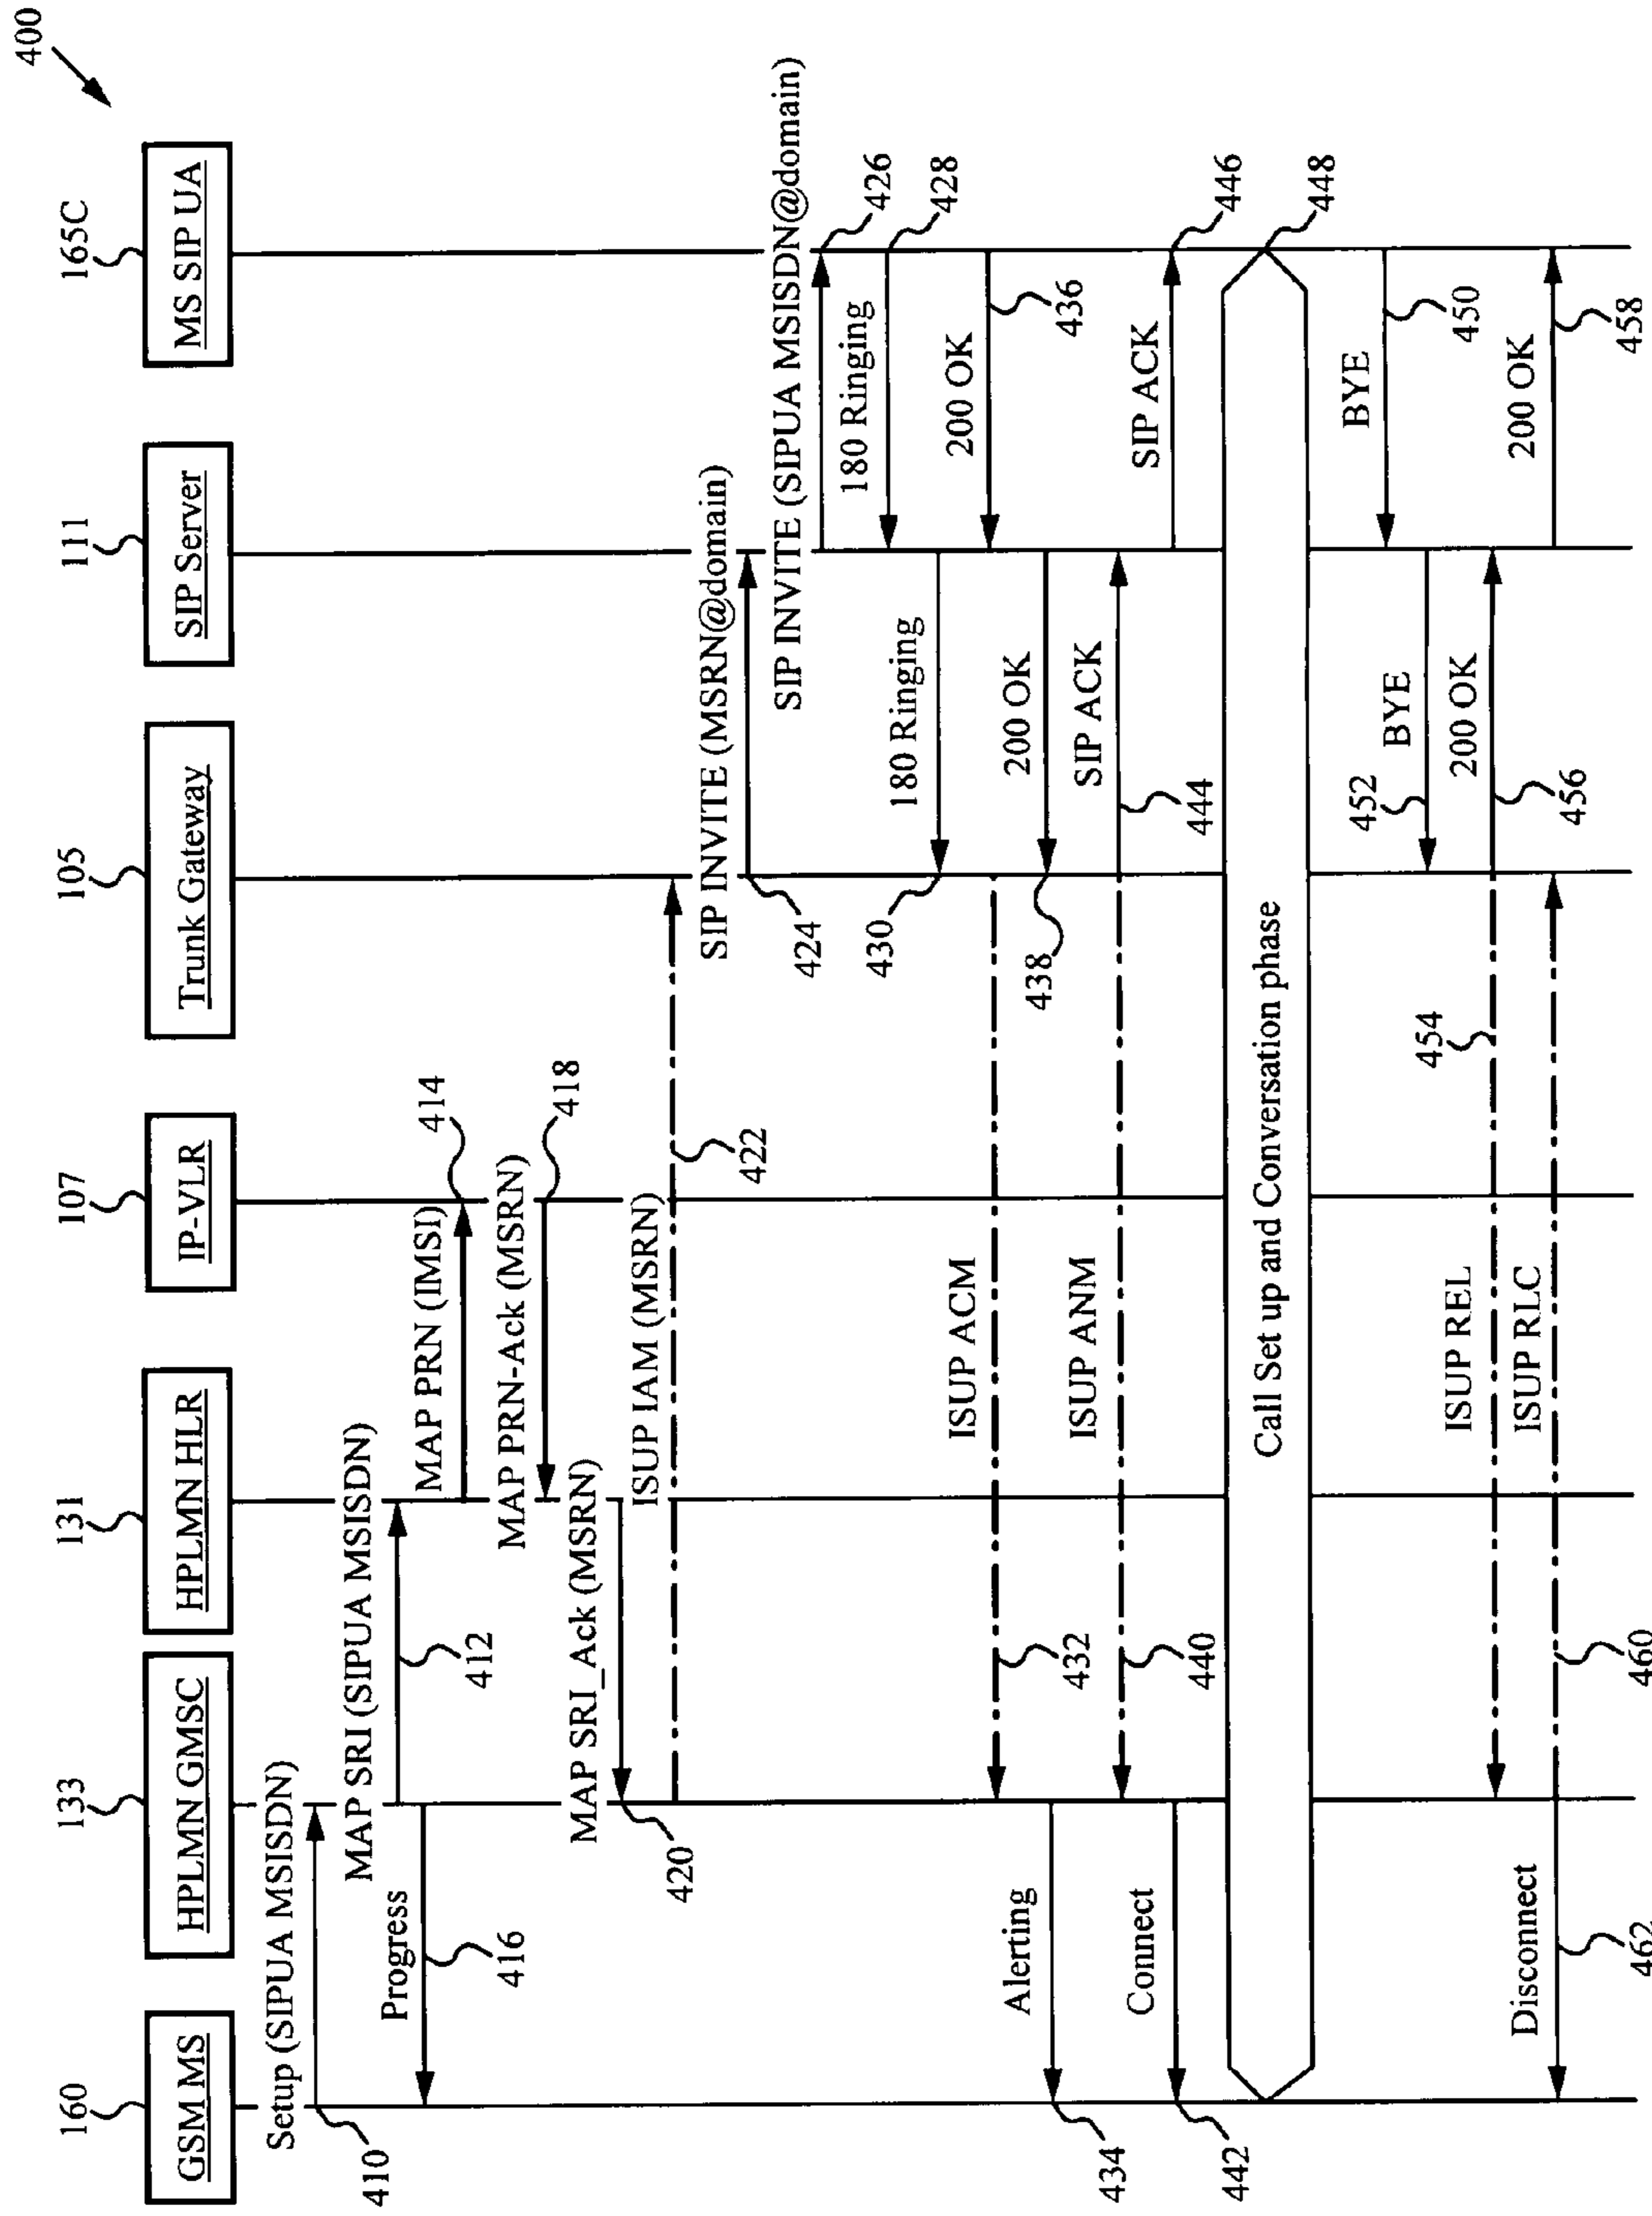 400
160
133
131
107
105
111
165C
GSM MS
HPLMN GMSC
HPLMN HLR
IP-VLR
Trunk Gateway
SIP Server
MS SIP UA
Setup (SIPUA MSISDN)
410
MAP SRI (SIPUA MSISDN)
412
Progress
416
MAP PRN (IMSI)
414
MAP PRN-Ack (MSRN)
418
MAP SRI_Ack (MSRN)
420
ISUP IAM (MSRN)
422
SIP INVITE (MSRN@domain)
424
SIP INVITE (SIPUA MSISDN@domain)
426
180 Ringing
428
180 Ringing
430
ISUP ACM
432
Alerting
434
200 OK
436
200 OK
438
ISUP ANM
440
Connect
442
SIP ACK
444
SIP ACK
446
Call Set up and Conversation phase
448
BYE
450
BYE
452
ISUP REL
454
200 OK
456
200 OK
458
ISUP RLC
460
Disconnect
462